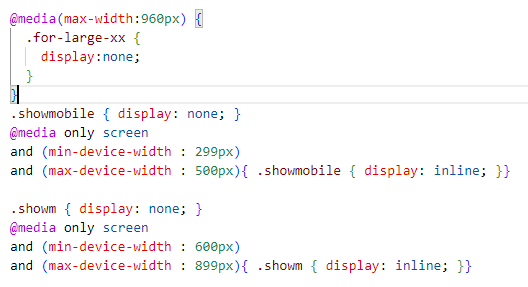 @media(max-width:960px) {
  .for-large-xx {
    display:none;
  }
}
.showmobile { display: none; }
@media only screen
and (min-device-width : 299px)
and (max-device-width : 500px){ .showmobile { display: inline; }}

.showm { display: none; }
@media only screen
and (min-device-width : 600px)
and (max-device-width : 899px){ .showm { display: inline; }}